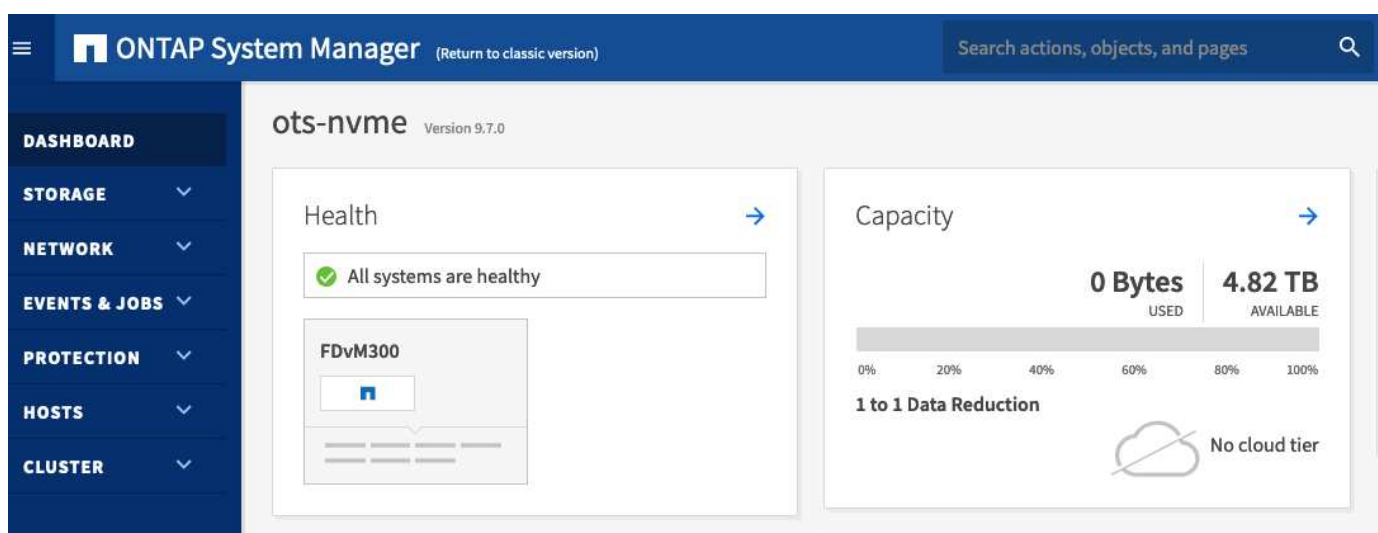 ONTAP System Manager (Return to classic version)
Search actions, objects, and pages
DASHBOARD
STORAGE
NETWORK
EVENTS & JOBS
PROTECTION
HOSTS
CLUSTER
ots-nvme Version 9.7.0
Health
All systems are healthy
FDvM300
Capacity
0 Bytes 4.82 TB
USED AVAILABLE
0% 20% 40% 60% 80% 100%
1 to 1 Data Reduction
No cloud tier